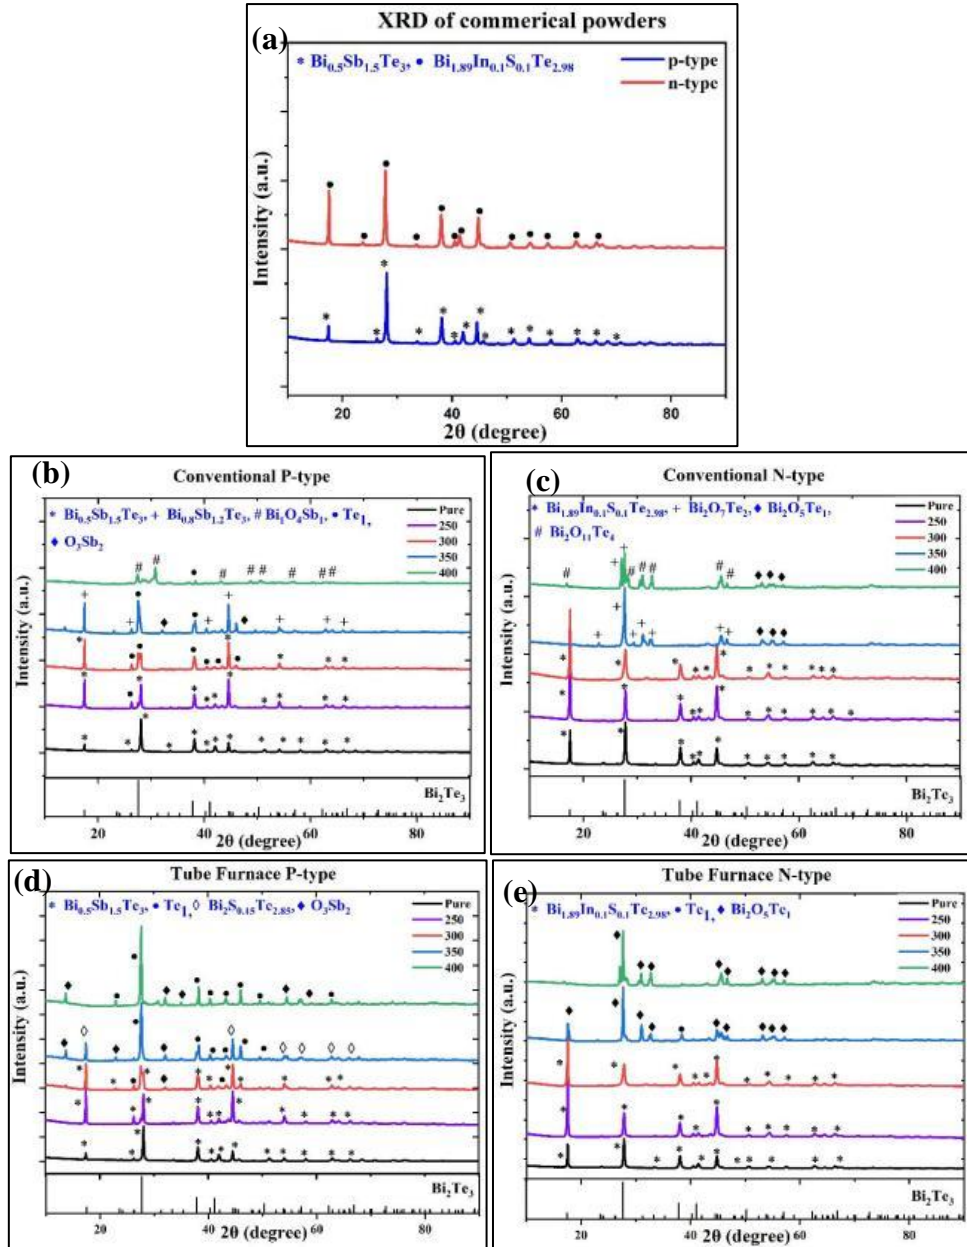 XRD of commerical powders
(a)
* Bi0.5Sb1.5Te3, ● Bi1.89In0.1S0.1Te2.98
p-type
n-type
Intensity (a.u.)
20 40 60 80
2θ (degree)
(b)
Conventional P-type
* Bi0.5Sb1.5Te3, + Bi0.8Sb1.2Te3, # Bi1O4Sb1, ● Te1,
♦ O3Sb2
Pure
250
300
350
400
Intensity (a.u.)
Bi2Te3
20 40 60 80
2θ (degree)
(c)
Conventional N-type
* Bi1.89In0.1S0.1Te2.98, + Bi2O7Te2, ♦ Bi2O5Te1,
# Bi2O11Te4
Pure
250
300
350
400
Intensity (a.u.)
Bi2Te3
20 40 60 80
2θ (degree)
(d)
Tube Furnace P-type
* Bi0.5Sb1.5Te3, ● Te1, ◊ Bi2S0.15Te2.85, ♦ O3Sb2
Pure
250
300
350
400
Intensity (a.u.)
Bi2Te3
20 40 60 80
2θ (degree)
(e)
Tube Furnace N-type
* Bi1.89In0.1S0.1Te2.98, ● Te1, ♦ Bi2O5Te1
Pure
250
300
350
400
Intensity (a.u.)
Bi2Te3
20 40 60 80
2θ (degree)